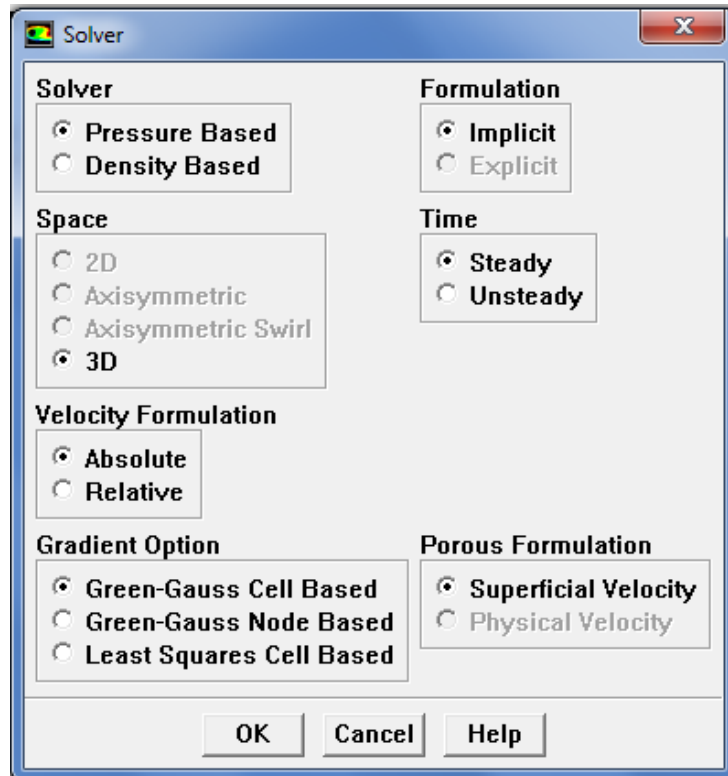 Solver
Solver
Pressure Based
Density Based
Formulation
Implicit
Explicit
Space
2D
Axisymmetric
Axisymmetric Swirl
3D
Time
Steady
Unsteady
Velocity Formulation
Absolute
Relative
Gradient Option
Green-Gauss Cell Based
Green-Gauss Node Based
Least Squares Cell Based
Porous Formulation
Superficial Velocity
Physical Velocity
OK
Cancel
Help